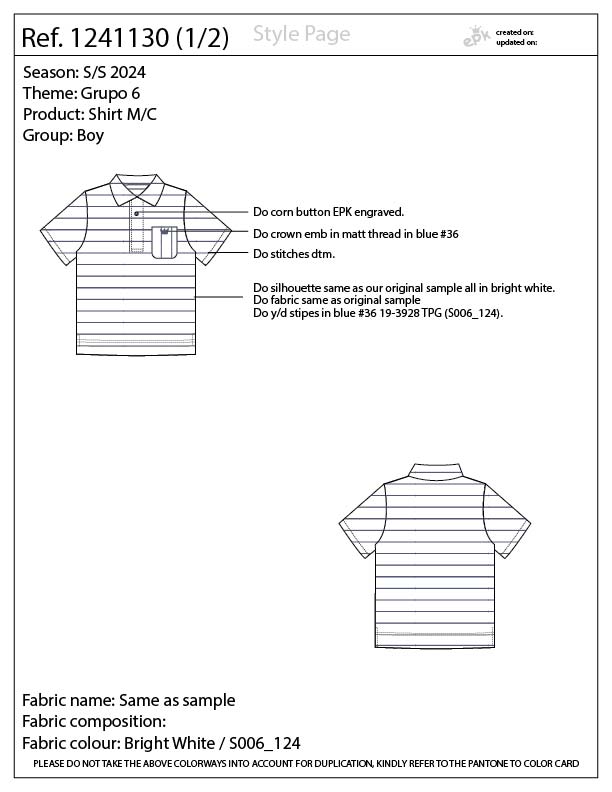 Ref. 1241130 (1/2)
Style Page
epk
created on:
updated on:
Season: S/S 2024
Theme: Grupo 6
Product: Shirt M/C
Group: Boy
Do corn button EPK engraved.
Do crown emb in matt thread in blue #36
Do stitches dtm.
Do silhouette same as our original sample all in bright white.
Do fabric same as original sample
Do y/d stipes in blue #36 19-3928 TPG (S006_124).
Fabric name: Same as sample
Fabric composition:
Fabric colour: Bright White / S006_124
PLEASE DO NOT TAKE THE ABOVE COLORWAYS INTO ACCOUNT FOR DUPLICATION, KINDLY REFER TO THE PANTONE TO COLOR CARD